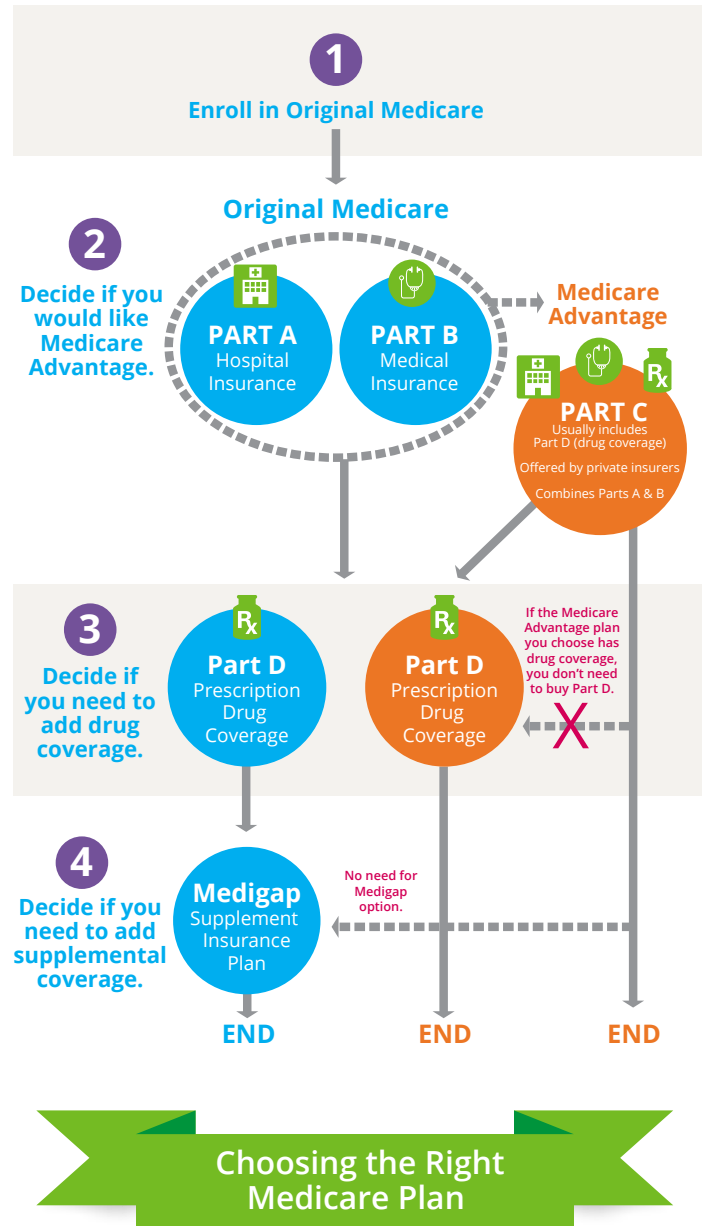 1
Enroll in Original Medicare
Original Medicare
2
Decide if you
would like
Medicare
Advantage.
PART A
Hospital
Insurance
PART B
Medical
Insurance
Medicare
Advantage
Rx
PART C
Usually includes
Part D (drug coverage)
Offered by private insurers
Combines Parts A & B
3
Decide if
you need to
add drug
coverage.
Rx
Part D
Prescription
Drug
Coverage
Rx
Part D
Prescription
Drug
Coverage
If the Medicare
Advantage plan
you choose has
drug coverage,
you don't need
to buy Part D.
X
4
Decide if you
need to add
supplemental
coverage.
Medigap
Supplement
Insurance
Plan
No need for
Medigap
option.
END
END
END
Choosing the Right
Medicare Plan